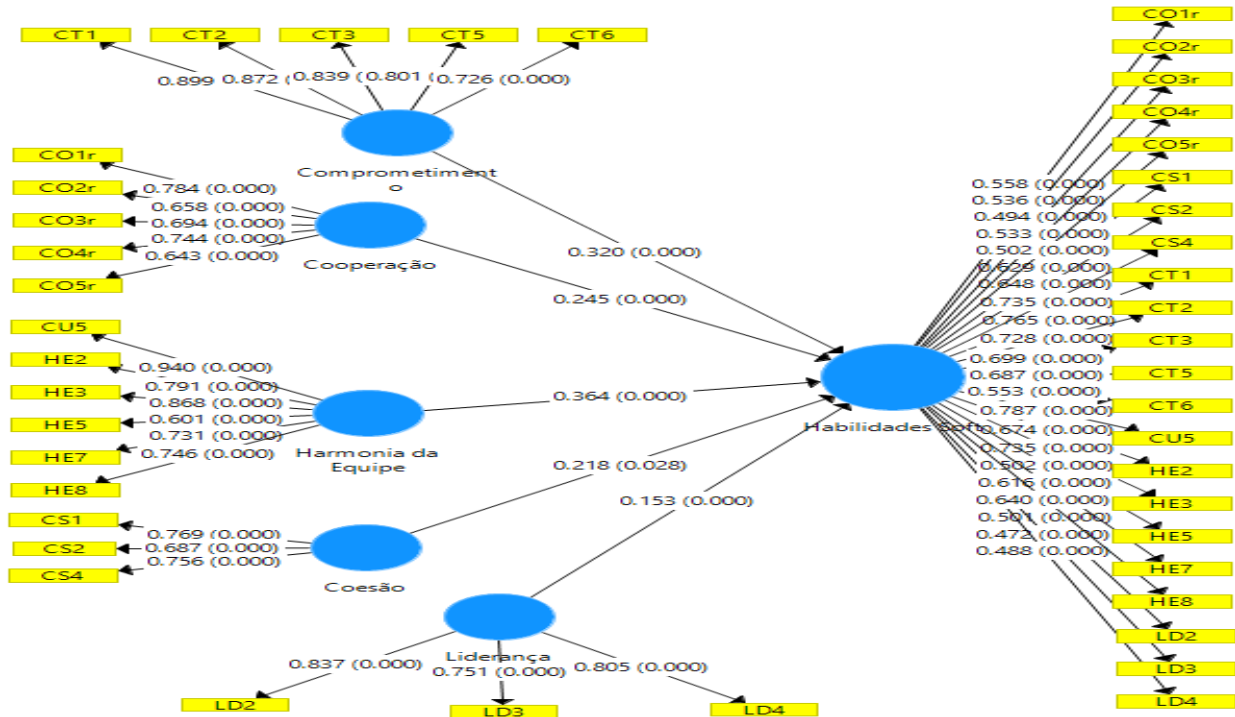 CT1
CT2
CT3
CT5
CT6
0.899
0.872 (
0.839 (
0.801 (
0.726 (0.000)
Comprometiment
o
CO1r
CO2r
CO3r
CO4r
CO5r
0.784 (0.000)
0.658 (0.000)
0.694 (0.000)
0.744 (0.000)
0.643 (0.000)
Cooperação
CU5
HE2
HE3
HE5
HE7
HE8
0.940 (0.000)
0.791 (0.000)
0.868 (0.000)
0.601 (0.000)
0.731 (0.000)
0.746 (0.000)
Harmonia da
Equipe
CS1
CS2
CS4
0.769 (0.000)
0.687 (0.000)
0.756 (0.000)
Coesão
Liderança
0.837 (0.000)
0.751 (0.000)
0.805 (0.000)
LD2
LD3
LD4
0.320 (0.000)
0.245 (0.000)
0.364 (0.000)
0.218 (0.028)
0.153 (0.000)
Habilidades Soft
0.558 (0.000)
0.536 (0.000)
0.494 (0.000)
0.533 (0.000)
0.502 (0.000)
0.629 (0.000)
0.648 (0.000)
0.735 (0.000)
0.765 (0.000)
0.728 (0.000)
0.699 (0.000)
0.687 (0.000)
0.553 (0.000)
0.787 (0.000)
0.674 (0.000)
0.735 (0.000)
0.502 (0.000)
0.616 (0.000)
0.640 (0.000)
0.501 (0.000)
0.472 (0.000)
0.488 (0.000)
CO1r
CO2r
CO3r
CO4r
CO5r
CS1
CS2
CS4
CT1
CT2
CT3
CT5
CT6
CU5
HE2
HE3
HE5
HE7
HE8
LD2
LD3
LD4